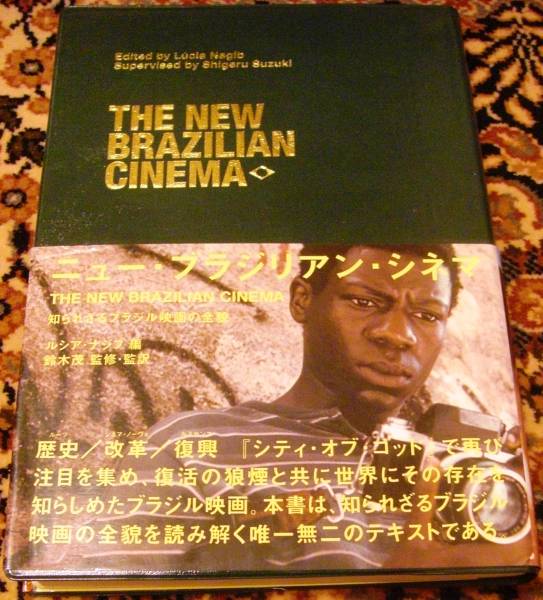 Edited by Lúcia Nagib
Supervised by Shigeru Suzuki
THE NEW
BRAZILIAN
CINEMA
ニュー・ブラジリアン・シネマ
THE NEW BRAZILIAN CINEMA
知られざるブラジル映画の全貌
ルシア・ナジブ 編
鈴木茂 監修・監訳
歴史／改革／復興 『シティ・オブ・ゴッド』で再び
注目を集め、復活の狼煙と共に世界にその存在を
知らしめたブラジル映画。本書は、知られざるブラジル
映画の全貌を読み解く唯一無二のテキストである。